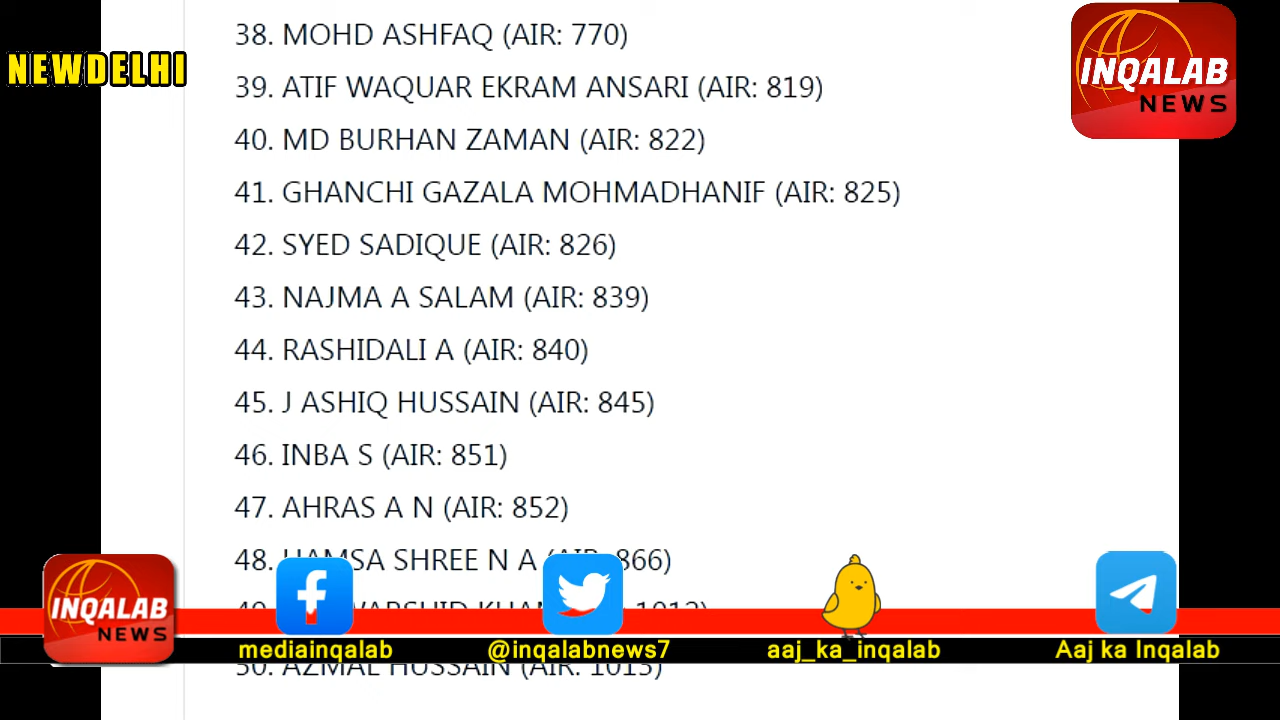 38. MOHD ASHFAQ (AIR: 770)
NEWDELHI
INQALAB
NEWS
39. ATIF WAQUAR EKRAM ANSARI (AIR: 819)
40. MD BURHAN ZAMAN (AIR: 822)
41. GHANCHI GAZALA MOHMADHANIF (AIR: 825)
42. SYED SADIQUE (AIR: 826)
43. NAJMA A SALAM (AIR: 839)
44. RASHIDALI A (AIR: 840)
45. J ASHIQ HUSSAIN (AIR: 845)
46. INBA S (AIR: 851)
47. AHRAS A N (AIR: 852)
48. HAMSA SHREE N A (AIR: 866)
INQALAB
NEWS
mediainqalab
@inqalabnews7
aaj_ka_inqalab
Aaj ka Inqalab
50. AZMAL HUSSAIN (AIR: 1015)